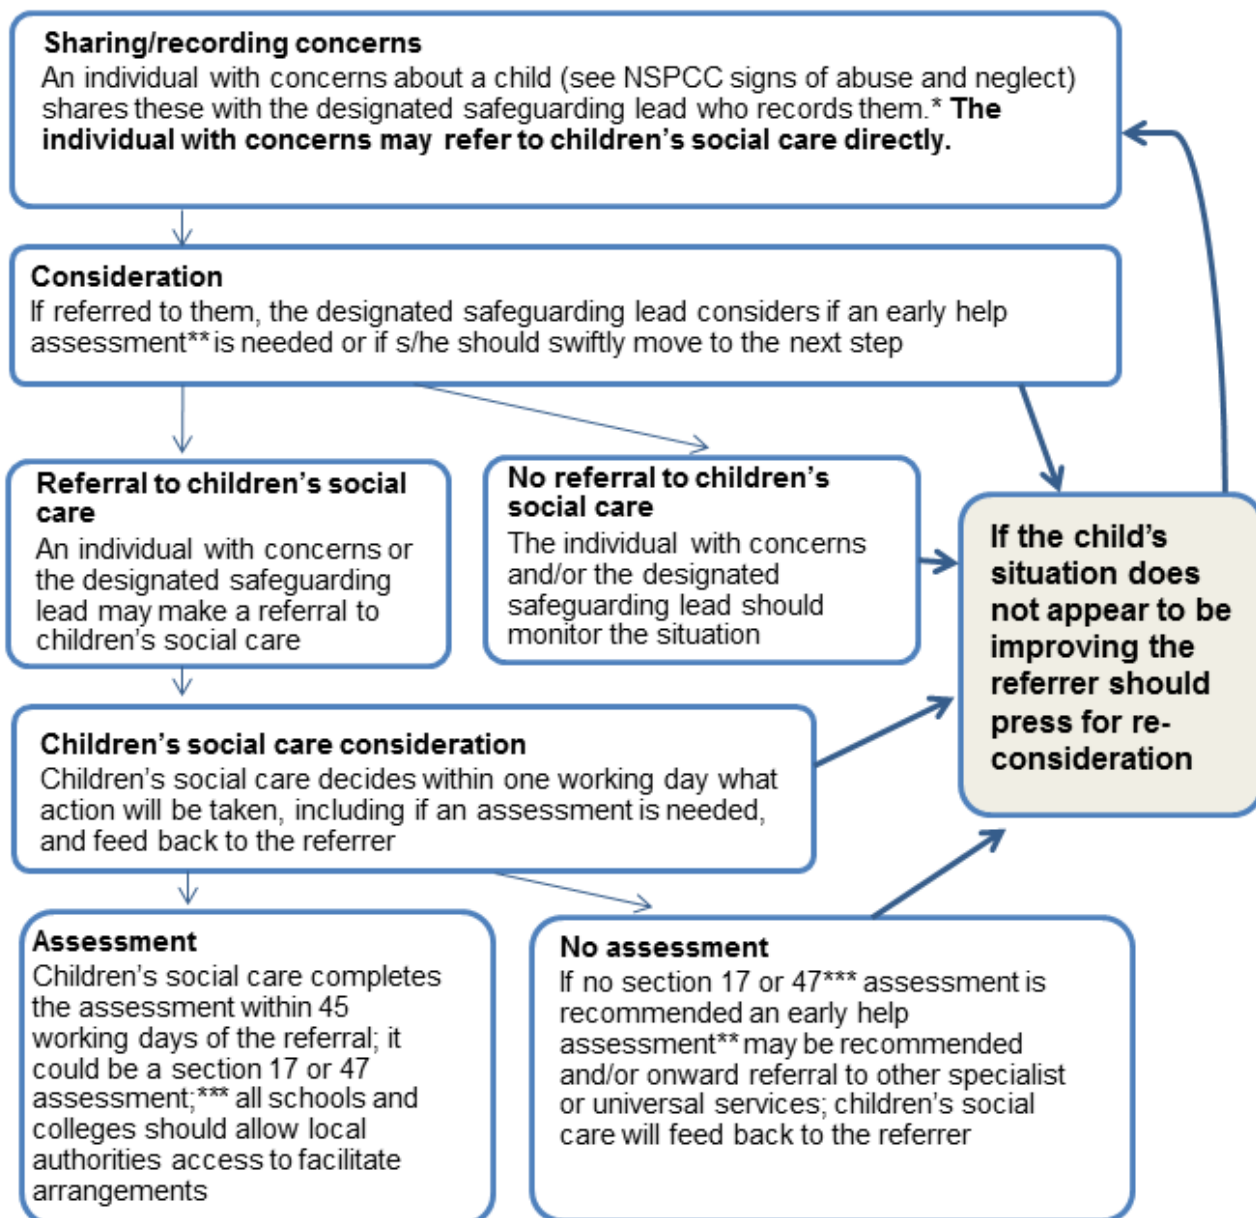 Sharing/recording concerns
An individual with concerns about a child (see NSPCC signs of abuse and neglect)
shares these with the designated safeguarding lead who records them.* The
individual with concerns may refer to children’s social care directly.
Consideration
If referred to them, the designated safeguarding lead considers if an early help
assessment** is needed or if s/he should swiftly move to the next step
Referral to children’s social
care
An individual with concerns or
the designated safeguarding
lead may make a referral to
children’s social care
No referral to children’s
social care
The individual with concerns
and/or the designated
safeguarding lead should
monitor the situation
If the child’s
situation does
not appear to be
improving the
referrer should
press for re-
consideration
Children’s social care consideration
Children’s social care decides within one working day what
action will be taken, including if an assessment is needed,
and feed back to the referrer
Assessment
Children’s social care completes
the assessment within 45
working days of the referral; it
could be a section 17 or 47
assessment;*** all schools and
colleges should allow local
authorities access to facilitate
arrangements
No assessment
If no section 17 or 47*** assessment is
recommended an early help
assessment** may be recommended
and/or onward referral to other specialist
or universal services; children’s social
care will feed back to the referrer